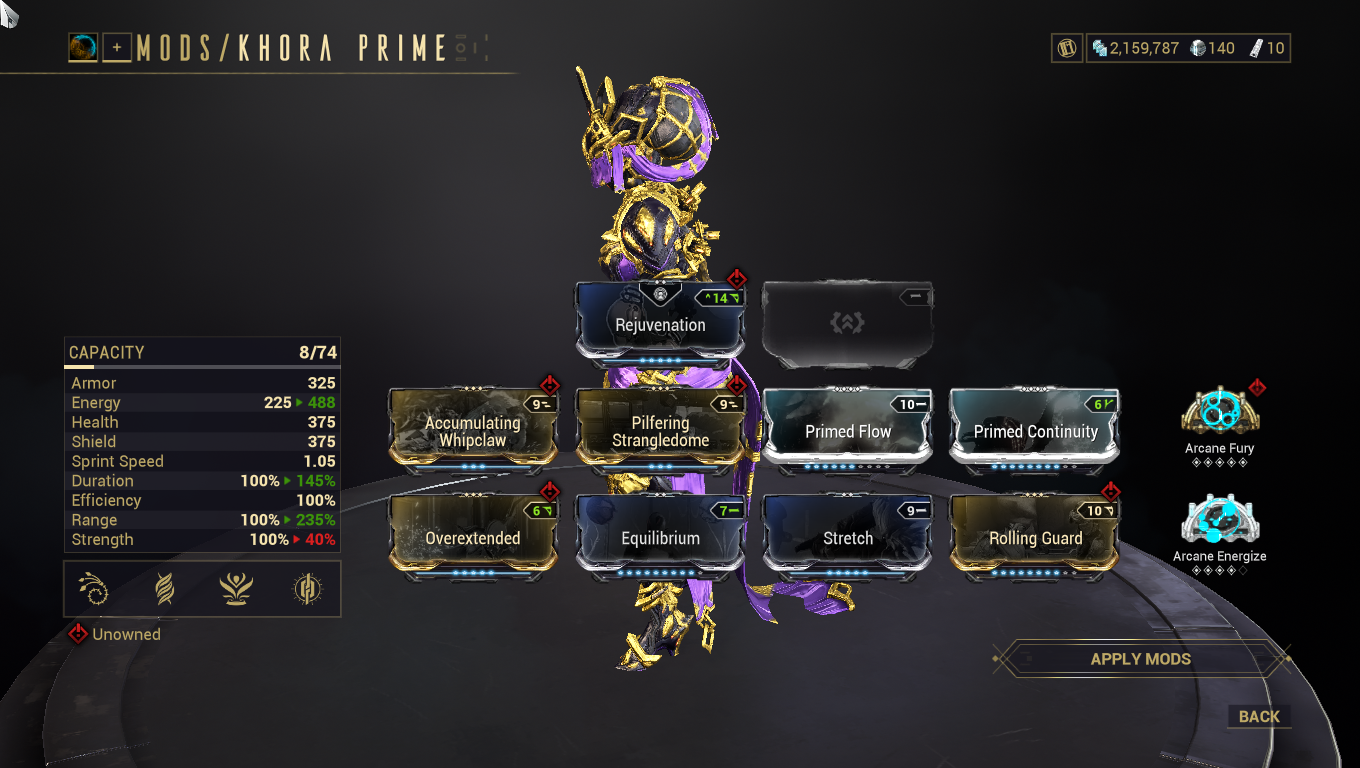 MODS/KHORA PRIME
2,159,787 140 10
14
Rejuvenation
9
Accumulating
Whipclaw
9
Pilfering
Strangledome
10
Primed Flow
6
Primed Continuity
6
Overextended
7
Equilibrium
9
Stretch
10
Rolling Guard
Arcane Fury
Arcane Energize
CAPACITY 8/74
Armor 325
Energy 225 488
Health 375
Shield 375
Sprint Speed 1.05
Duration 100% 145%
Efficiency 100%
Range 100% 235%
Strength 100% 40%
Unowned
APPLY MODS
BACK